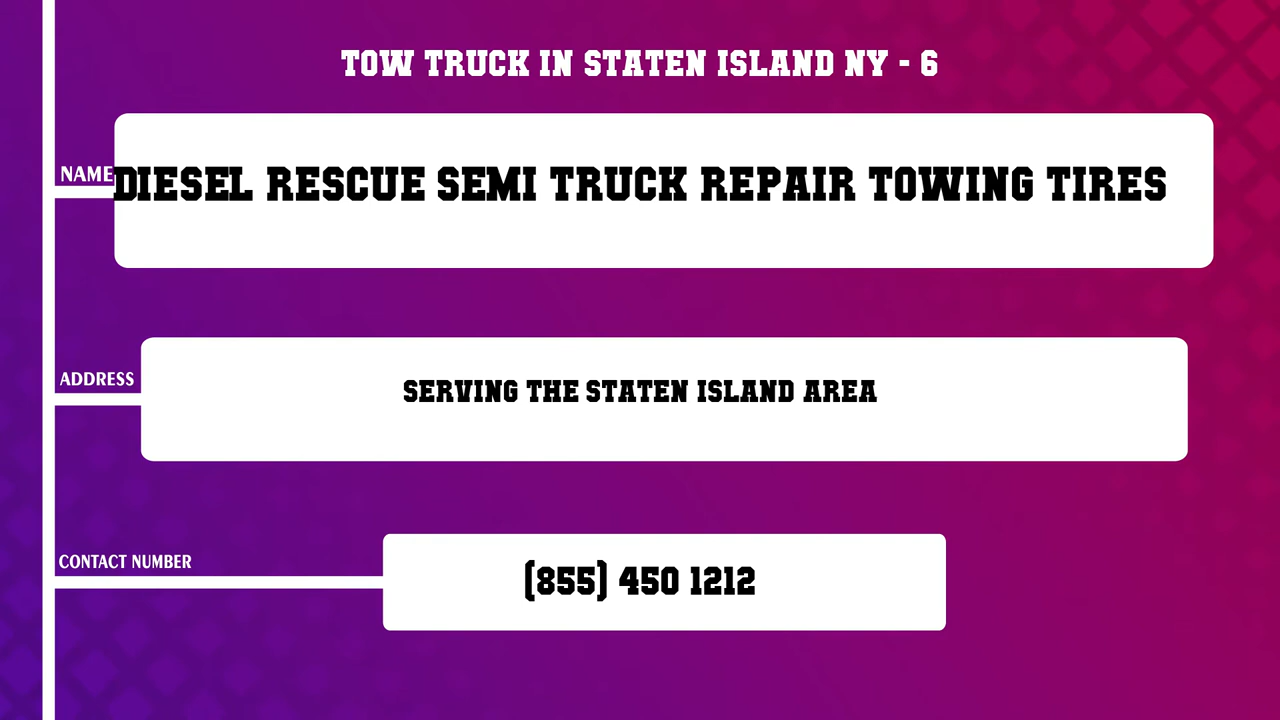 TOW TRUCK IN STATEN ISLAND NY - 6
NAME
DIESEL RESCUE SEMI TRUCK REPAIR TOWING TIRES
ADDRESS
SERVING THE STATEN ISLAND AREA
CONTACT NUMBER
(855) 450 1212